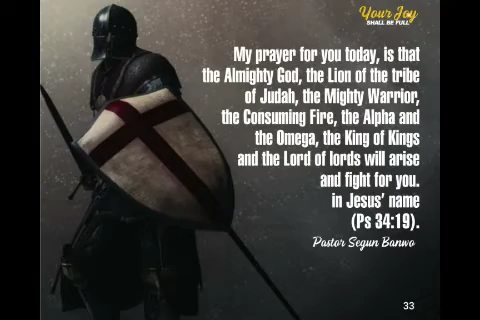 Your Joy
SHALL BE FULL
My prayer for you today, is that
the Almighty God, the Lion of the tribe
of Judah, the Mighty Warrior,
the Consuming Fire, the Alpha and
the Omega, the King of Kings
and the Lord of lords will arise
and fight for you.
in Jesus' name
(Ps 34:19).
Pastor Segun Banwo
33